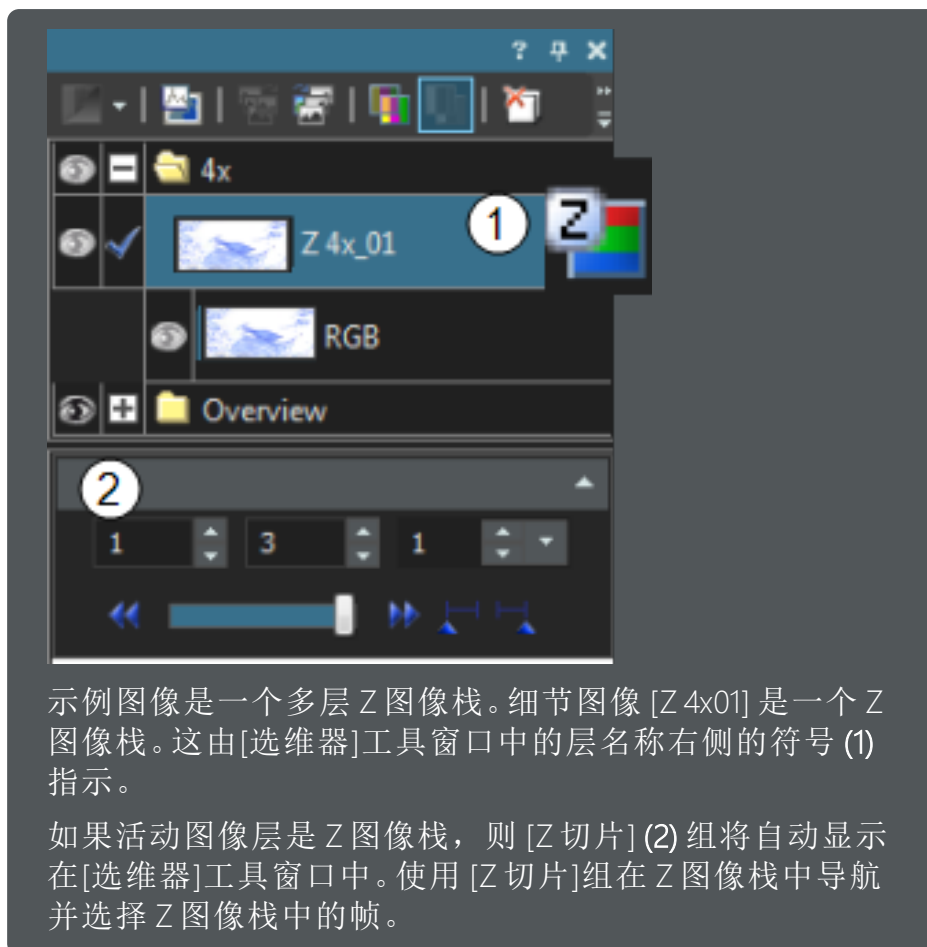 ? 
4x
Z 4x_01
1
Z
RGB
Overview
2
1 3 1
示例图像是一个多层 Z 图像栈。细节图像 [Z 4x01] 是一个 Z
图像栈。这由[选维器]工具窗口中的层名称右侧的符号 (1)
指示。
如果活动图像层是 Z 图像栈，则 [Z 切片] (2) 组将自动显示
在[选维器]工具窗口中。使用 [Z 切片]组在 Z 图像栈中导航
并选择 Z 图像栈中的帧。